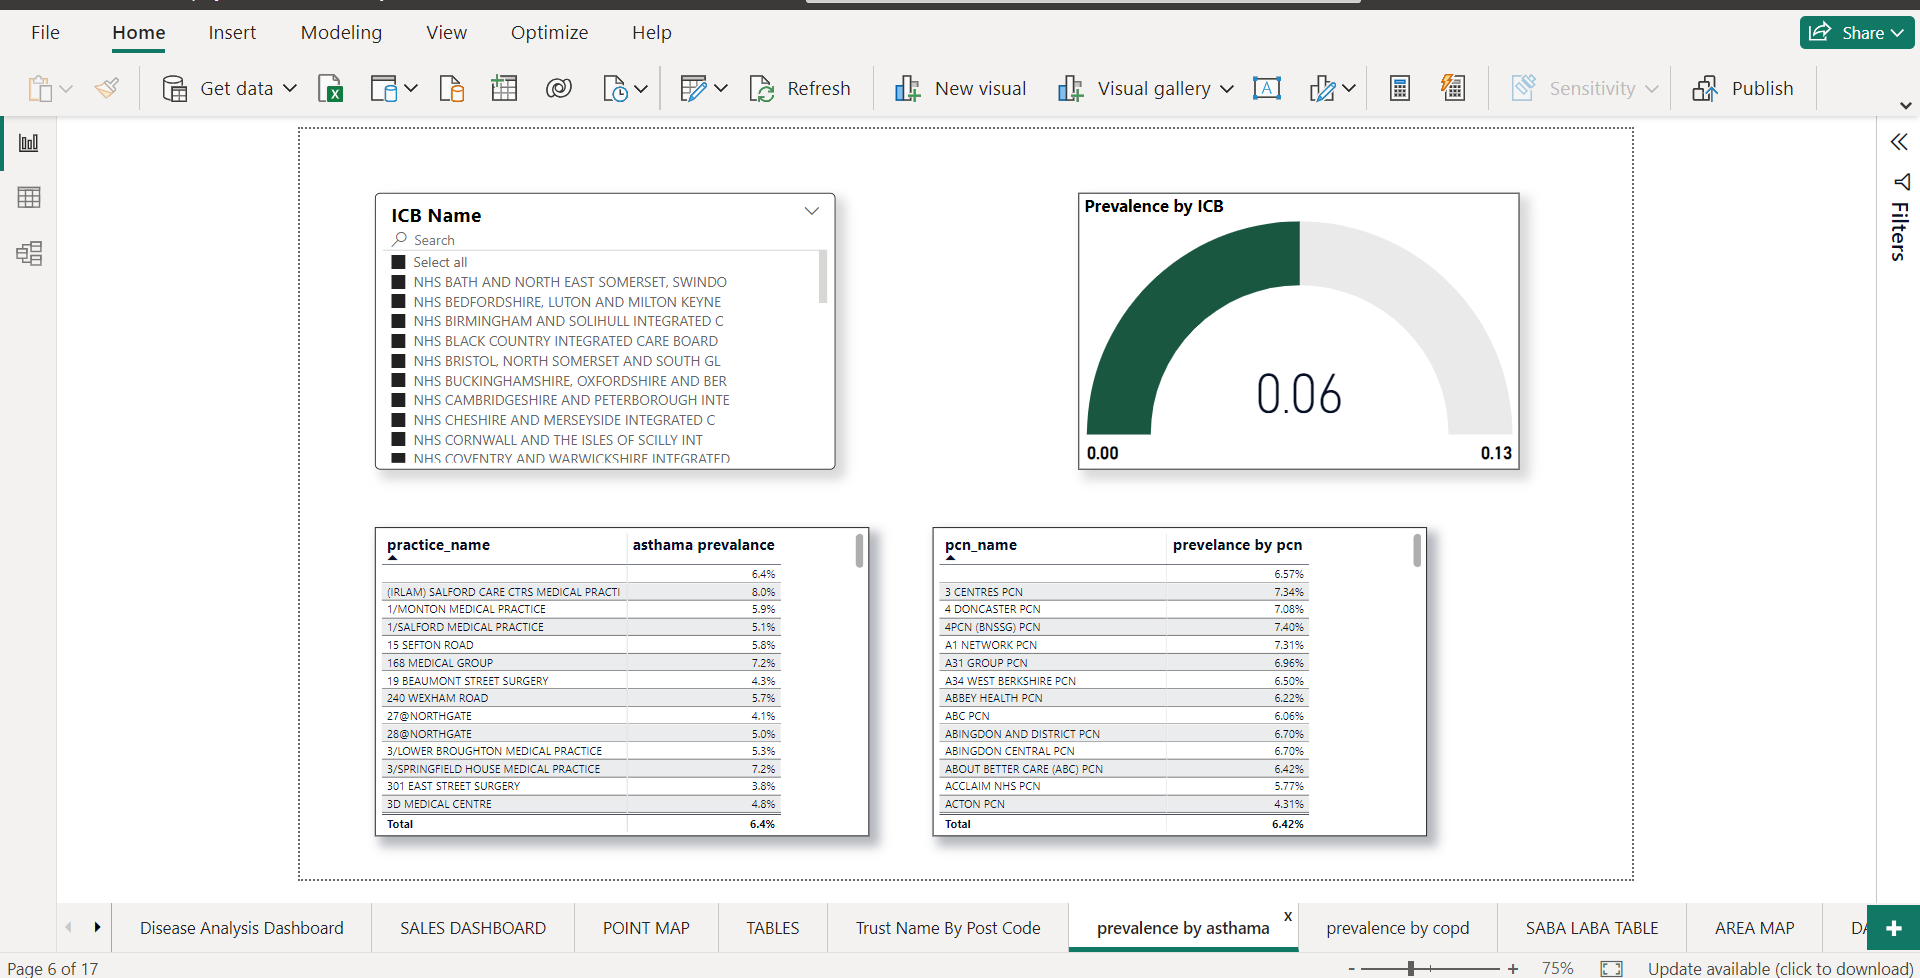 File Home Insert Modeling View Optimize Help Share
Get data Refresh New visual Visual gallery A Sensitivity Publish
Filters
ICB Name
Search
Select all
NHS BATH AND NORTH EAST SOMERSET, SWINDO
NHS BEDFORDSHIRE, LUTON AND MILTON KEYNE
NHS BIRMINGHAM AND SOLIHULL INTEGRATED C
NHS BLACK COUNTRY INTEGRATED CARE BOARD
NHS BRISTOL, NORTH SOMERSET AND SOUTH GL
NHS BUCKINGHAMSHIRE, OXFORDSHIRE AND BER
NHS CAMBRIDGESHIRE AND PETERBOROUGH INTE
NHS CHESHIRE AND MERSEYSIDE INTEGRATED C
NHS CORNWALL AND THE ISLES OF SCILLY INT
NHS COVENTRY AND WARWICKSHIRE INTEGRATED
Prevalence by ICB
0.06
0.00 0.13
practice_name asthama prevalance
6.4%
(IRLAM) SALFORD CARE CTRS MEDICAL PRACTI 8.0%
1/MONTON MEDICAL PRACTICE 5.9%
1/SALFORD MEDICAL PRACTICE 5.1%
15 SEFTON ROAD 5.8%
168 MEDICAL GROUP 7.2%
19 BEAUMONT STREET SURGERY 4.3%
240 WEXHAM ROAD 5.7%
27@NORTHGATE 4.1%
28@NORTHGATE 5.0%
3/LOWER BROUGHTON MEDICAL PRACTICE 5.3%
3/SPRINGFIELD HOUSE MEDICAL PRACTICE 7.2%
301 EAST STREET SURGERY 3.8%
3D MEDICAL CENTRE 4.8%
Total 6.4%
pcn_name prevelance by pcn
6.57%
3 CENTRES PCN 7.34%
4 DONCASTER PCN 7.08%
4PCN (BNSSG) PCN 7.40%
A1 NETWORK PCN 7.31%
A31 GROUP PCN 6.96%
A34 WEST BERKSHIRE PCN 6.50%
ABBEY HEALTH PCN 6.22%
ABC PCN 6.06%
ABINGDON AND DISTRICT PCN 6.70%
ABINGDON CENTRAL PCN 6.70%
ABOUT BETTER CARE (ABC) PCN 6.42%
ACCLAIM NHS PCN 5.77%
ACTON PCN 4.31%
Total 6.42%
Disease Analysis Dashboard SALES DASHBOARD POINT MAP TABLES Trust Name By Post Code prevalence by asthama x prevalence by copd SABA LABA TABLE AREA MAP
Page 6 of 17 - + 75% Update available (click to download)